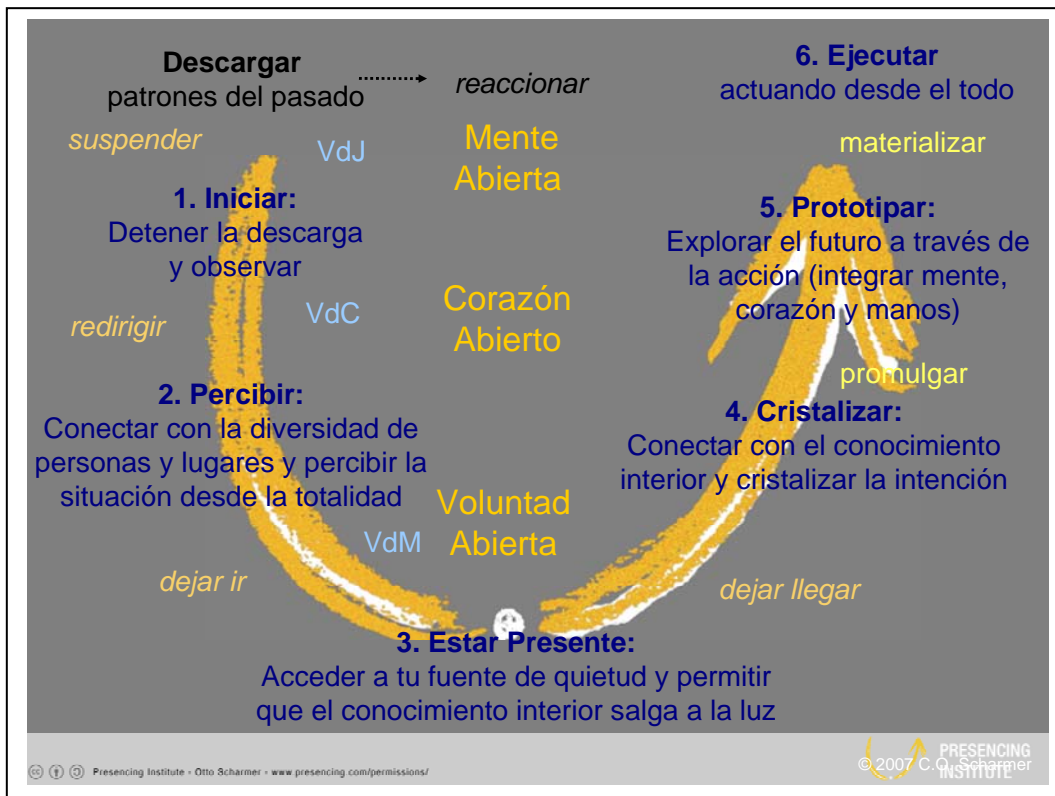 Descargar
patrones del pasado
reaccionar
6. Ejecutar
actuando desde el todo
suspender
VdJ
Mente
Abierta
materializar
1. Iniciar:
Detener la descarga
y observar
5. Prototipar:
Explorar el futuro a través de
la acción (integrar mente,
corazón y manos)
redirigir
VdC
Corazón
Abierto
promulgar
2. Percibir:
Conectar con la diversidad de
personas y lugares y percibir la
situación desde la totalidad
4. Cristalizar:
Conectar con el conocimiento
interior y cristalizar la intención
VdM
Voluntad
Abierta
dejar ir
dejar llegar
3. Estar Presente:
Acceder a tu fuente de quietud y permitir
que el conocimiento interior salga a la luz
Presencing Institute - Otto Scharmer - www.presencing.com/permissions/
PRESENCING
INSTITUTE
© 2007 C.O. Scharmer